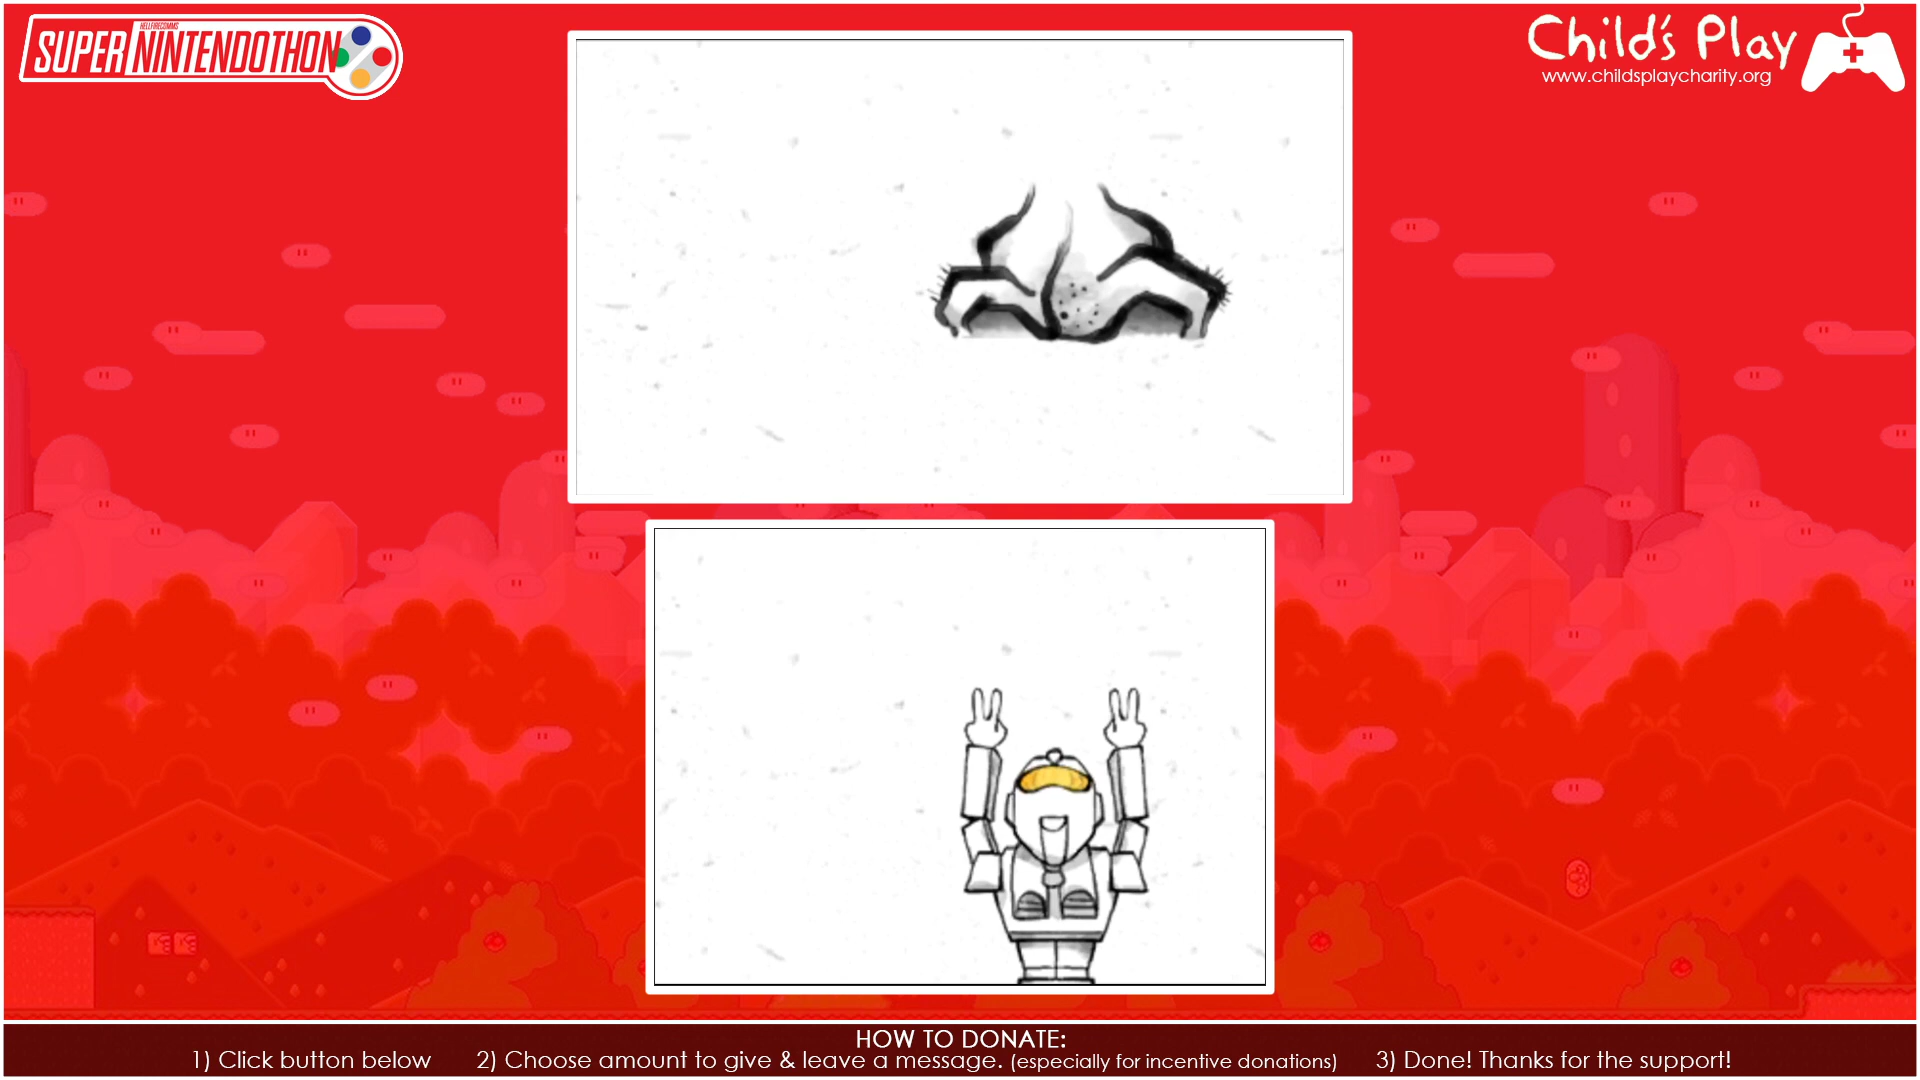 HELLFIRECOMMS
SUPER NINTENDOTHON
Child's Play
www.childsplaycharity.org
HOW TO DONATE:
1) Click button below 2) Choose amount to give & leave a message. (especially for incentive donations) 3) Done! Thanks for the support!